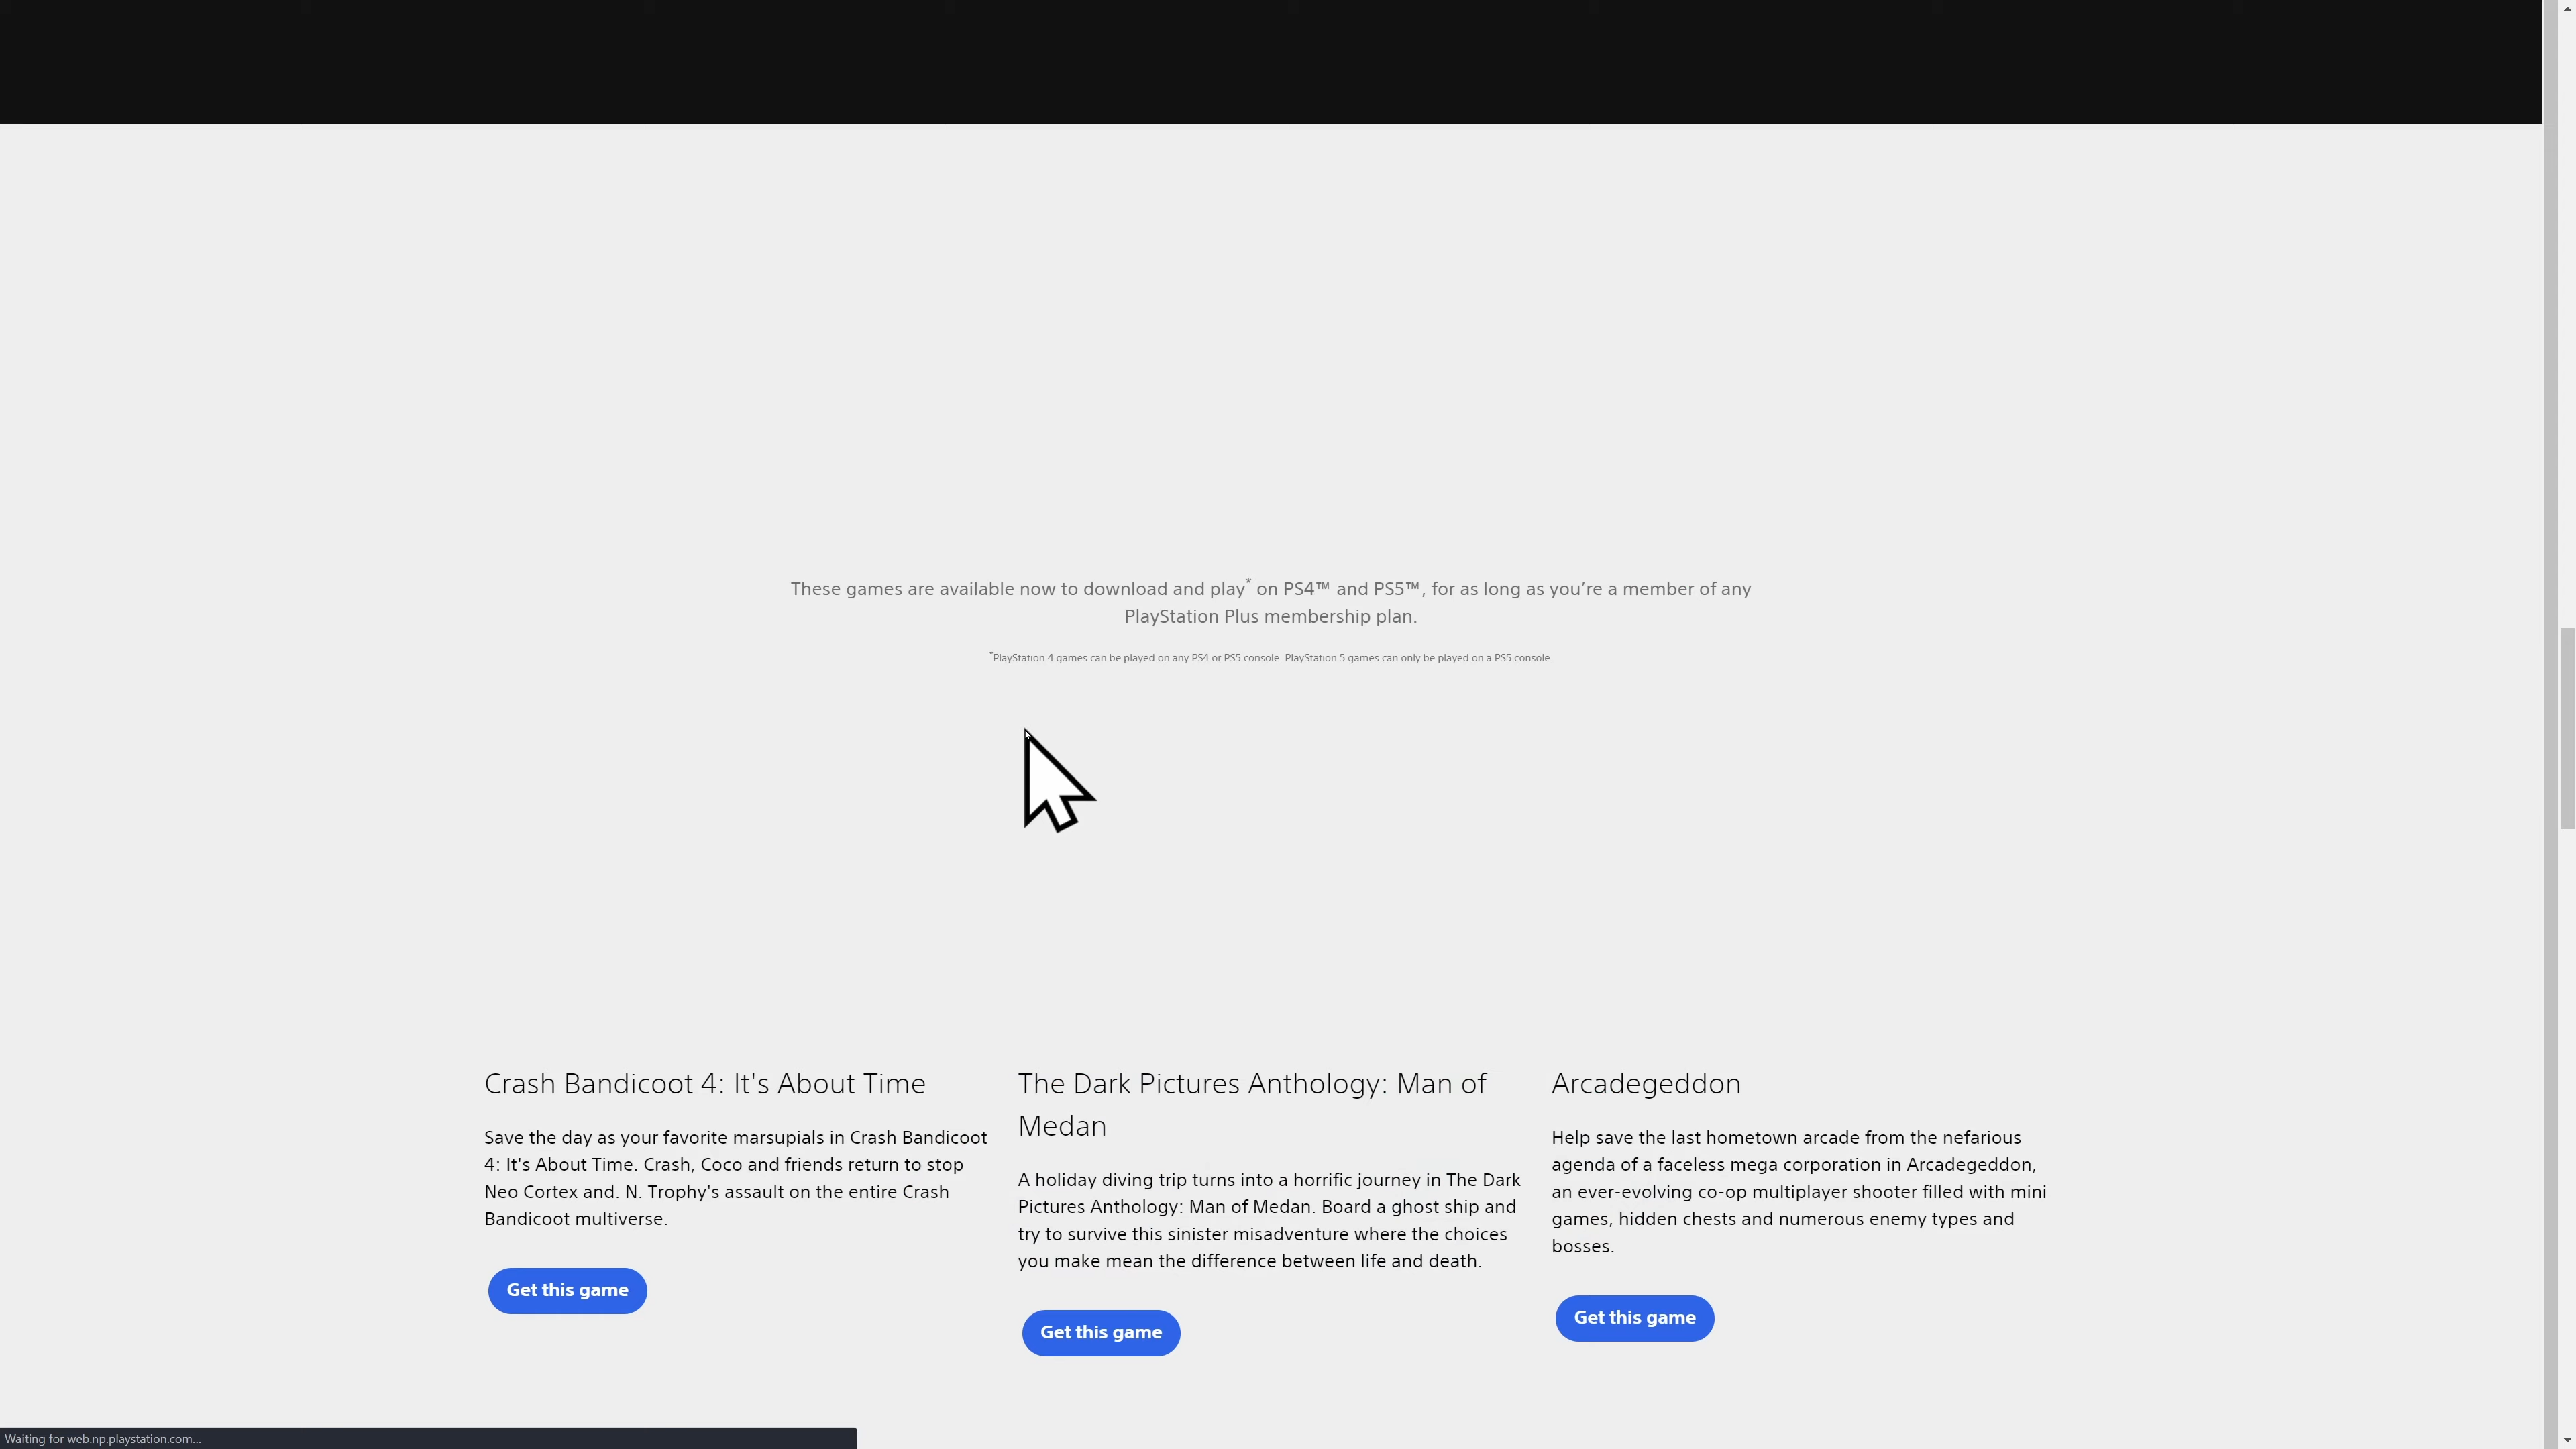 These games are available now to download and play* on PS4™ and PS5™, for as long as you’re a member of any
PlayStation Plus membership plan.
*PlayStation 4 games can be played on any PS4 or PS5 console. PlayStation 5 games can only be played on a PS5 console.
Crash Bandicoot 4: It's About Time
Save the day as your favorite marsupials in Crash Bandicoot
4: It's About Time. Crash, Coco and friends return to stop
Neo Cortex and. N. Trophy's assault on the entire Crash
Bandicoot multiverse.
Get this game
The Dark Pictures Anthology: Man of
Medan
A holiday diving trip turns into a horrific journey in The Dark
Pictures Anthology: Man of Medan. Board a ghost ship and
try to survive this sinister misadventure where the choices
you make mean the difference between life and death.
Get this game
Arcadegeddon
Help save the last hometown arcade from the nefarious
agenda of a faceless mega corporation in Arcadegeddon,
an ever-evolving co-op multiplayer shooter filled with mini
games, hidden chests and numerous enemy types and
bosses.
Get this game
Waiting for web.np.playstation.com...